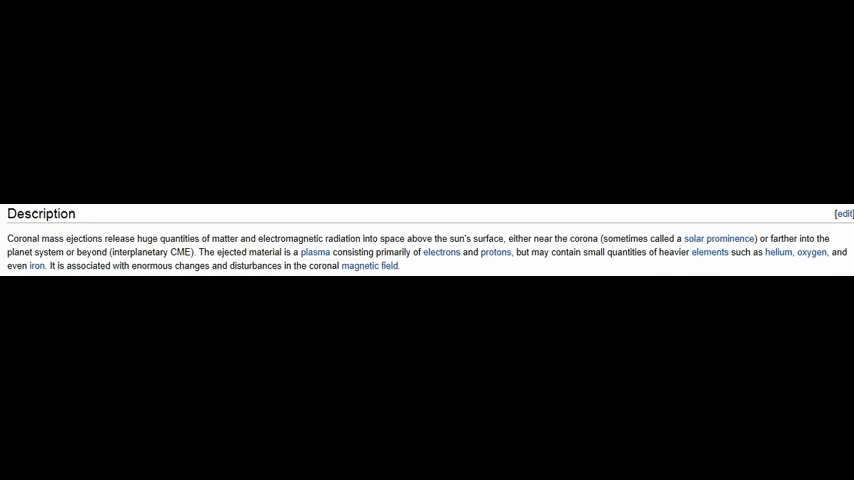 Description [edit]
Coronal mass ejections release huge quantities of matter and electromagnetic radiation into space above the sun's surface, either near the corona (sometimes called a solar prominence) or farther into the
planet system or beyond (interplanetary CME). The ejected material is a plasma consisting primarily of electrons and protons, but may contain small quantities of heavier elements such as helium, oxygen, and
even iron. It is associated with enormous changes and disturbances in the coronal magnetic field.